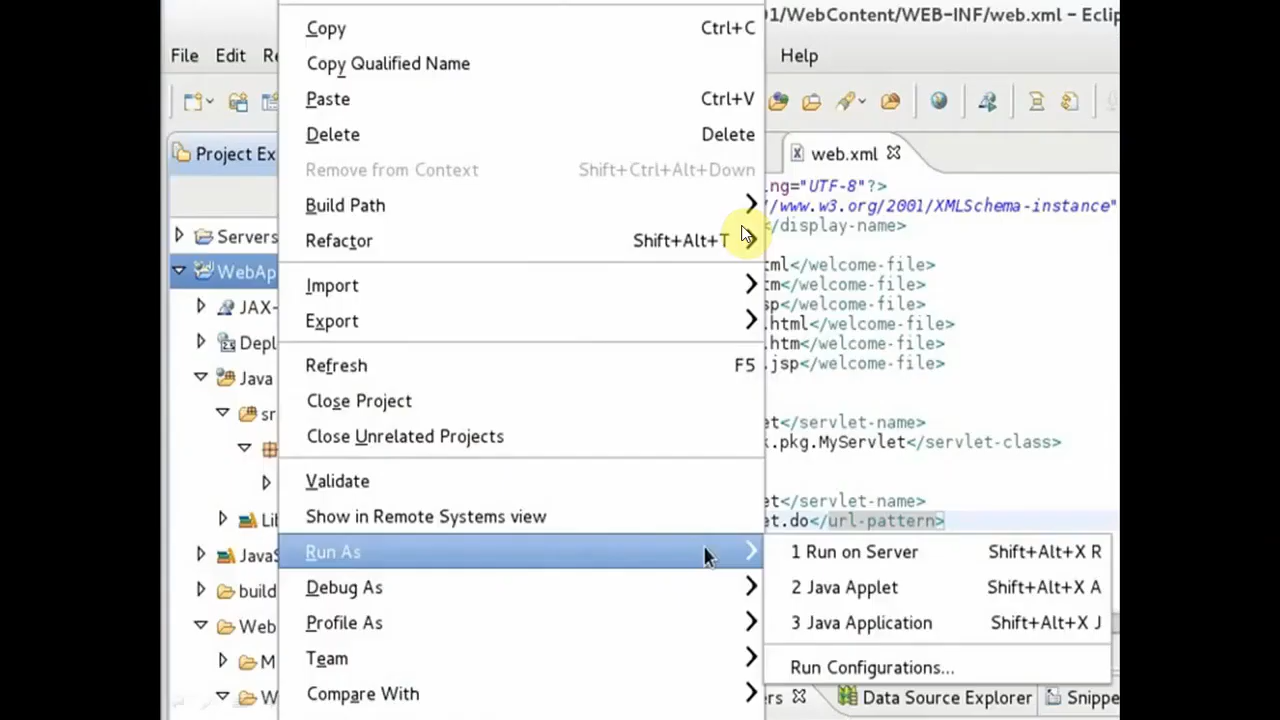 01/WebContent/WEB-INF/web.xml – Eclip
File Edit Re
Help
Copy Ctrl+C
Copy Qualified Name
Paste Ctrl+V
Delete Delete
Remove from Context Shift+Ctrl+Alt+Down
Build Path
Refactor Shift+Alt+T
Import
Export
Refresh F5
Close Project
Close Unrelated Projects
Validate
Show in Remote Systems view
Run As
Debug As
Profile As
Team
Compare With
Project Ex
Servers
WebAp
JAX-
Depl
Java
sr
Li
JavaS
build
Web
M
W
web.xml
ng="UTF-8"?>
//www.w3.org/2001/XMLSchema-instance"
</display-name>
ml</welcome-file>
tm</welcome-file>
sp</welcome-file>
.html</welcome-file>
.htm</welcome-file>
.jsp</welcome-file>
et</servlet-name>
k.pkg.MyServlet</servlet-class>
et</servlet-name>
et.do</url-pattern>
1 Run on Server Shift+Alt+X R
2 Java Applet Shift+Alt+X A
3 Java Application Shift+Alt+X J
Run Configurations...
ers Data Source Explorer Snippe